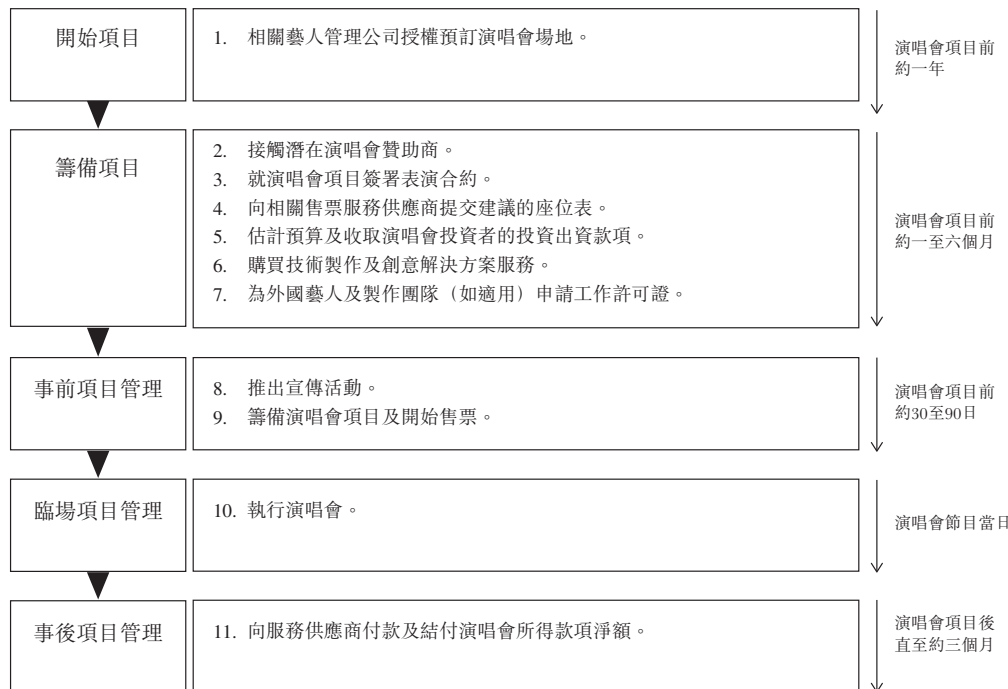 開始項目
1. 相關藝人管理公司授權預訂演唱會場地。
演唱會項目前
約一年
籌備項目
2. 接觸潛在演唱會贊助商。
3. 就演唱會項目簽署表演合約。
4. 向相關售票服務供應商提交建議的座位表。
5. 估計預算及收取演唱會投資者的投資出資款項。
6. 購買技術製作及創意解決方案服務。
7. 為外國藝人及製作團隊（如適用）申請工作許可證。
演唱會項目前
約一至六個月
事前項目管理
8. 推出宣傳活動。
9. 籌備演唱會項目及開始售票。
演唱會項目前
約30至90日
臨場項目管理
10. 執行演唱會。
演唱會節目當日
事後項目管理
11. 向服務供應商付款及結付演唱會所得款項淨額。
演唱會項目後
直至約三個月